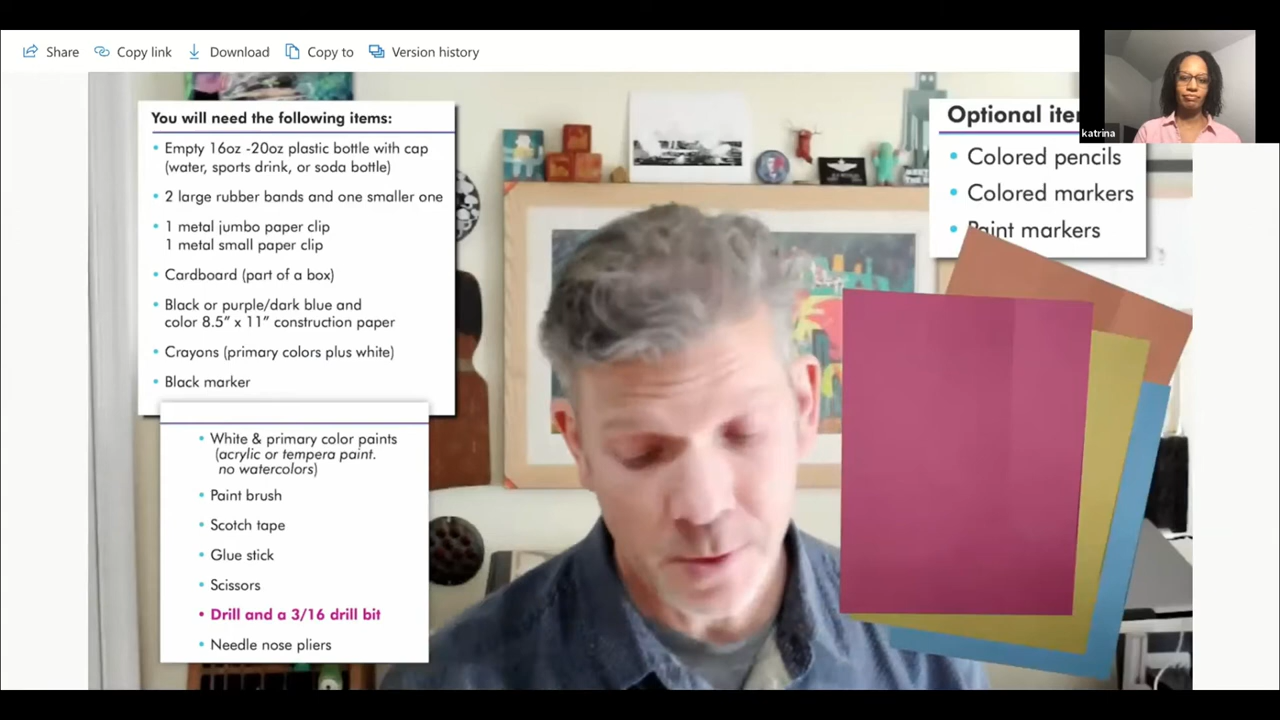 Share Copy link Download Copy to Version history
katrina
You will need the following items:
• Empty 16oz -20oz plastic bottle with cap
(water, sports drink, or soda bottle)
• 2 large rubber bands and one smaller one
• 1 metal jumbo paper clip
1 metal small paper clip
• Cardboard (part of a box)
• Black or purple/dark blue and
color 8.5” x 11” construction paper
• Crayons (primary colors plus white)
• Black marker
• White & primary color paints
(acrylic or tempera paint.
no watercolors)
• Paint brush
• Scotch tape
• Glue stick
• Scissors
• Drill and a 3/16 drill bit
• Needle nose pliers
Optional
• Colored pencils
• Colored markers
• Paint markers